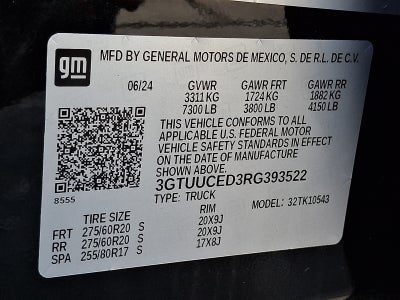 gm
MFD BY GENERAL MOTORS DE MEXICO, S. DE R.L. DE C.V.
06/24 GVWR GAWR FRT GAWR RR
3311 KG 1724 KG 1882 KG
7300 LB 3800 LB 4150 LB
THIS VEHICLE CONFORMS TO ALL
APPLICABLE U.S. FEDERAL MOTOR
VEHICLE SAFETY STANDARDS IN EFFECT
ON THE DATE OF MANUFACTURE
SHOWN ABOVE.
3GTUUCED3RG393522
8555 TYPE: TRUCK MODEL: 32TK10543
TIRE SIZE RIM
FRT 275/60R20 S 20X9J
RR 275/60R20 S 20X9J
SPA 255/80R17 S 17X8J